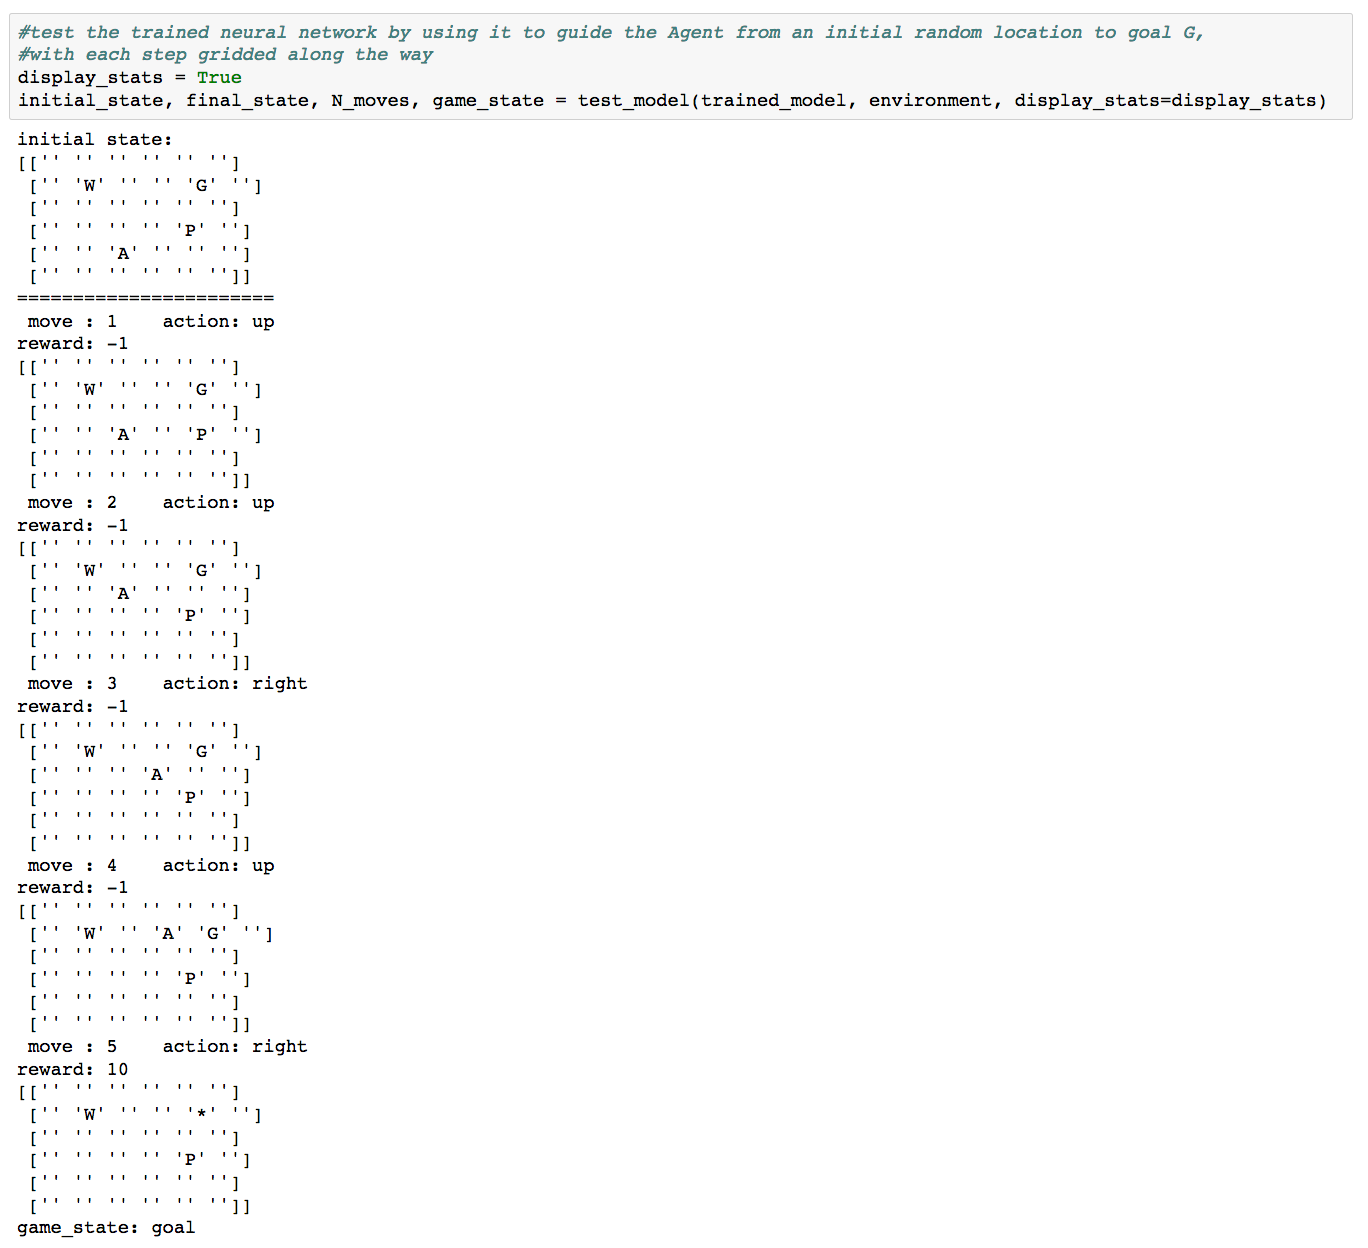 #test the trained neural network by using it to guide the Agent from an initial random location to goal G,
#with each step gridded along the way
display_stats = True
initial_state, final_state, N_moves, game_state = test_model(trained_model, environment, display_stats=display_stats)
initial state:
[['' '' '' '' '' '']
 ['' 'W' '' '' 'G' '']
 ['' '' '' '' '' '']
 ['' '' '' '' 'P' '']
 ['' '' 'A' '' '' '']
 ['' '' '' '' '' '']]
=======================
 move : 1    action: up
reward: -1
[['' '' '' '' '' '']
 ['' 'W' '' '' 'G' '']
 ['' '' '' '' '' '']
 ['' '' 'A' '' 'P' '']
 ['' '' '' '' '' '']
 ['' '' '' '' '' '']]
 move : 2    action: up
reward: -1
[['' '' '' '' '' '']
 ['' 'W' '' '' 'G' '']
 ['' '' 'A' '' '' '']
 ['' '' '' '' 'P' '']
 ['' '' '' '' '' '']
 ['' '' '' '' '' '']]
 move : 3    action: right
reward: -1
[['' '' '' '' '' '']
 ['' 'W' '' '' 'G' '']
 ['' '' '' 'A' '' '']
 ['' '' '' '' 'P' '']
 ['' '' '' '' '' '']
 ['' '' '' '' '' '']]
 move : 4    action: up
reward: -1
[['' '' '' '' '' '']
 ['' 'W' '' 'A' 'G' '']
 ['' '' '' '' '' '']
 ['' '' '' '' 'P' '']
 ['' '' '' '' '' '']
 ['' '' '' '' '' '']]
 move : 5    action: right
reward: 10
[['' '' '' '' '' '']
 ['' 'W' '' '' '*' '']
 ['' '' '' '' '' '']
 ['' '' '' '' 'P' '']
 ['' '' '' '' '' '']
 ['' '' '' '' '' '']]
game_state: goal